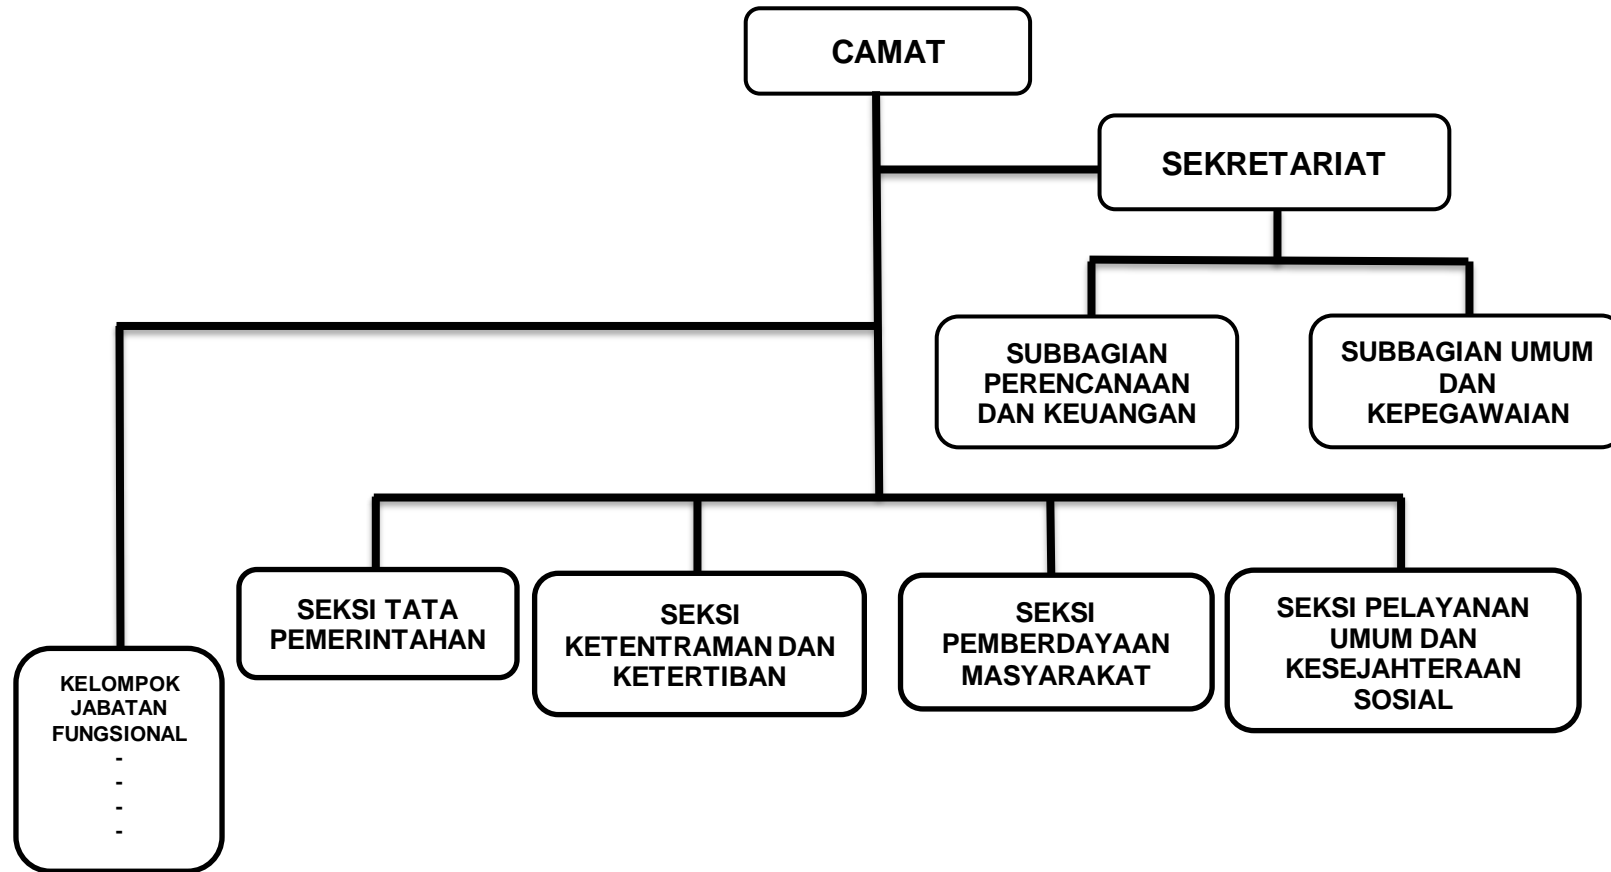 CAMAT
SEKRETARIAT
SUBBAGIAN
PERENCANAAN
DAN KEUANGAN
SUBBAGIAN UMUM
DAN
KEPEGAWAIAN
SEKSI TATA
PEMERINTAHAN
SEKSI
KETENTRAMAN DAN
KETERTIBAN
SEKSI
PEMBERDAYAAN
MASYARAKAT
SEKSI PELAYANAN
UMUM DAN
KESEJAHTERAAN
SOSIAL
KELOMPOK
JABATAN
FUNGSIONAL
-
-
-
-